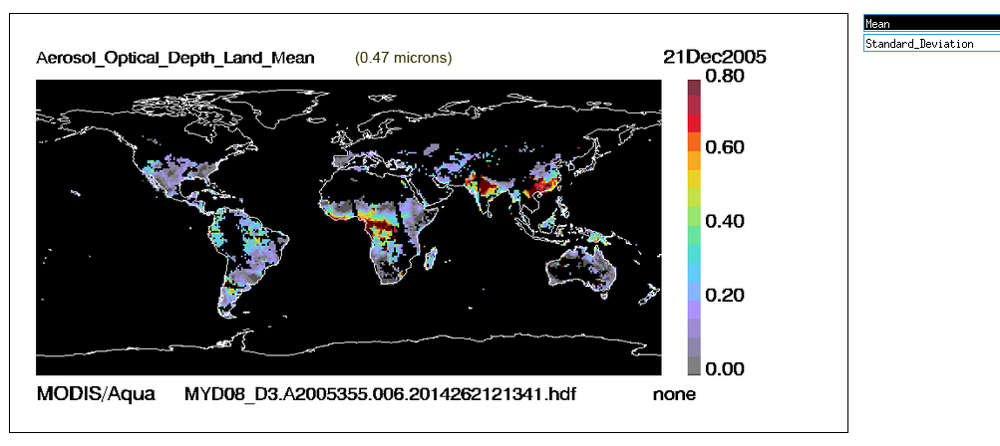 Aerosol_Optical_Depth_Land_Mean (0.47 microns) 21Dec2005
0.80
0.60
0.40
0.20
0.00
MODIS/Aqua MYD08_D3.A2005355.006.2014262121341.hdf none
Mean
Standard_Deviation